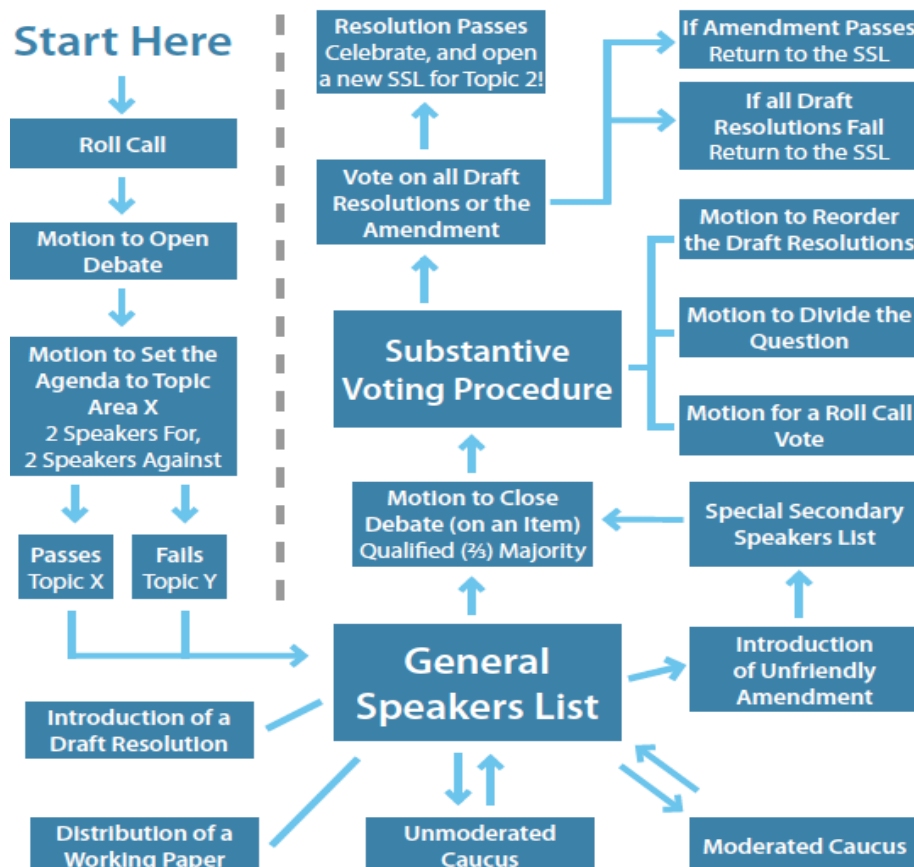 Start Here
Roll Call
Motion to Open
Debate
Motion to Set the
Agenda to Topic
Area X
2 Speakers For,
2 Speakers Against
Passes
Topic X
Fails
Topic Y
Resolution Passes
Celebrate, and open
a new SSL for Topic 2!
Vote on all Draft
Resolutions or the
Amendment
If Amendment Passes
Return to the SSL
If all Draft
Resolutions Fail
Return to the SSL
Substantive
Voting Procedure
Motion to Reorder
the Draft Resolutions
Motion to Divide the
Question
Motion for a Roll Call
Vote
Motion to Close
Debate (on an Item)
Qualified (⅔) Majority
Special Secondary
Speakers List
General
Speakers List
Introduction
of Unfriendly
Amendment
Introduction of a
Draft Resolution
Distribution of a
Working Paper
Unmoderated
Caucus
Moderated Caucus